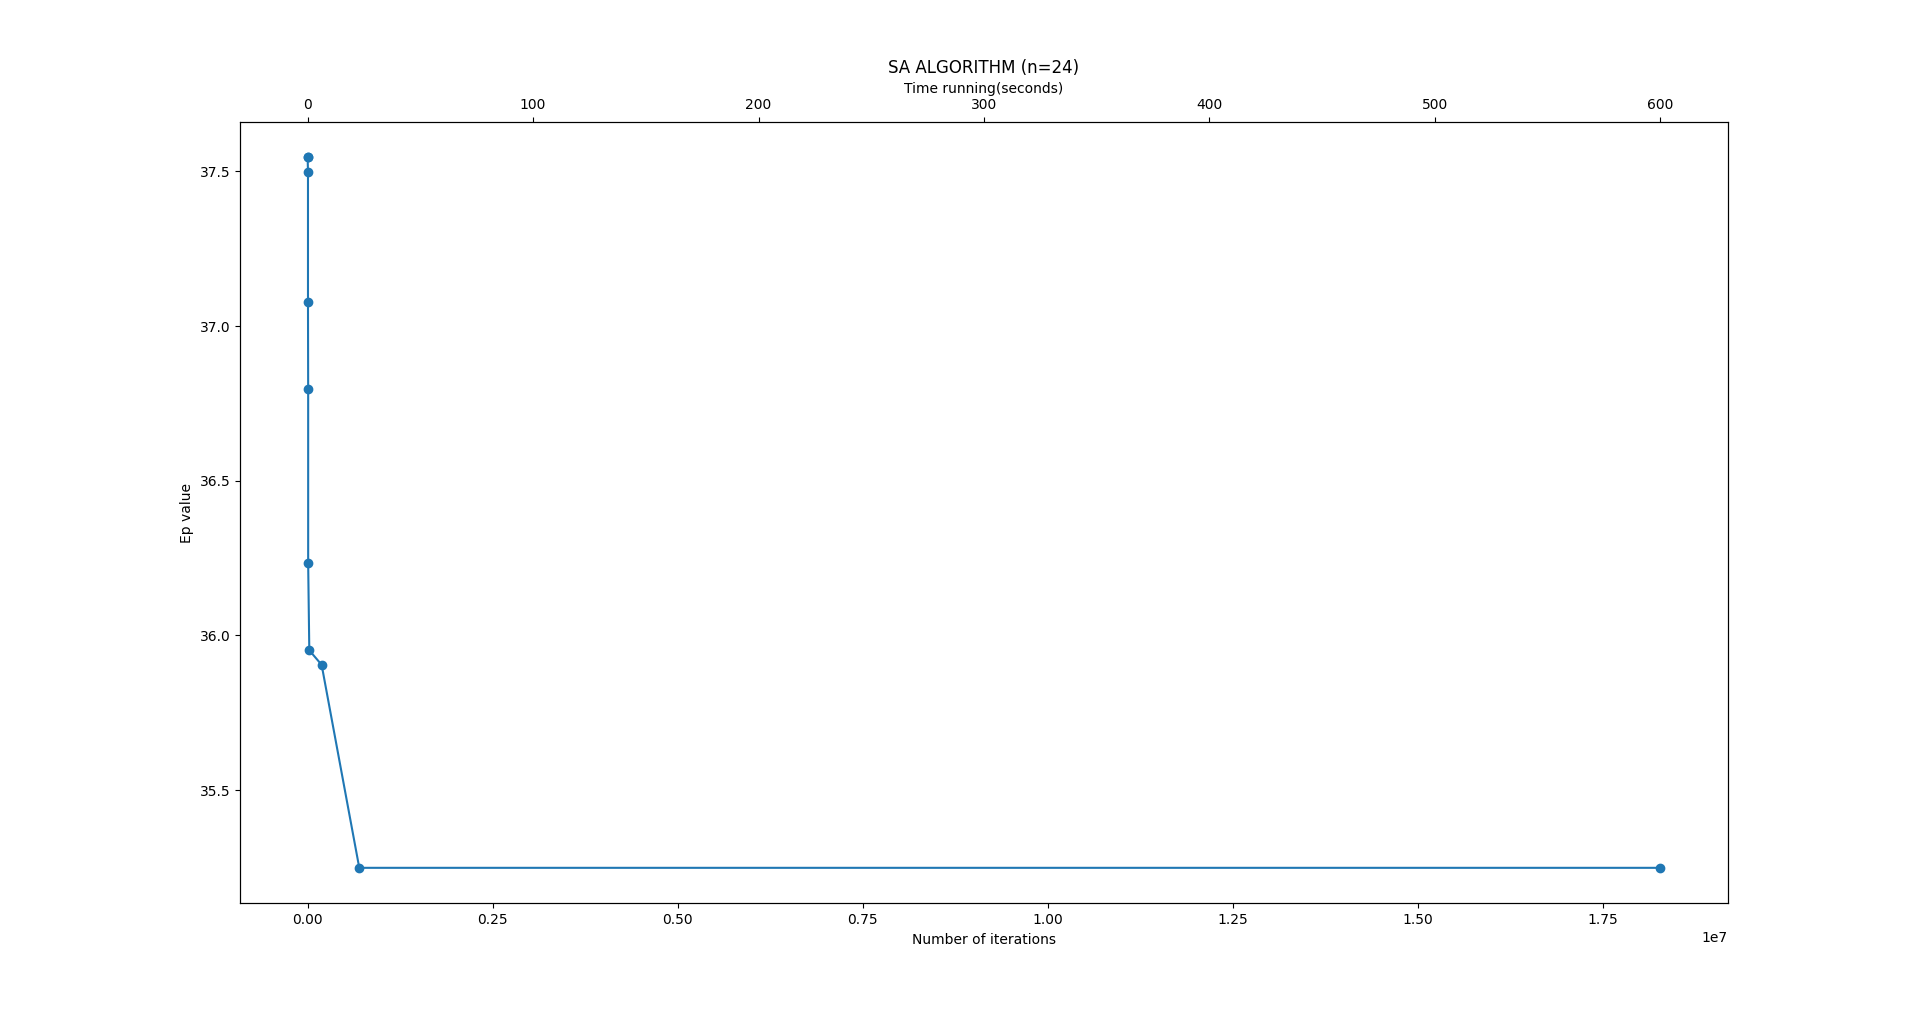 SA ALGORITHM (n=24)
Time running(seconds)
0 100 200 300 400 500 600
37.5
37.0
36.5
36.0
35.5
Ep value
0.00 0.25 0.50 0.75 1.00 1.25 1.50 1.75
Number of iterations
1e7